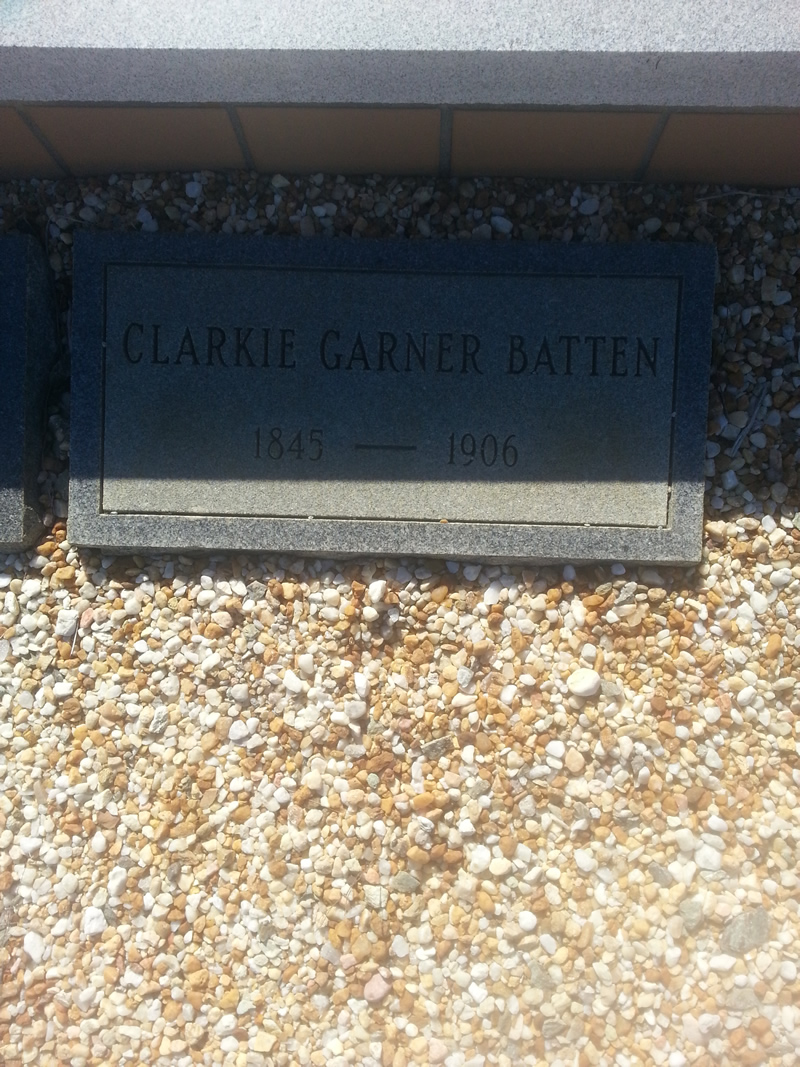 CLARKIE GARNER BATTEN
1845 — 1906